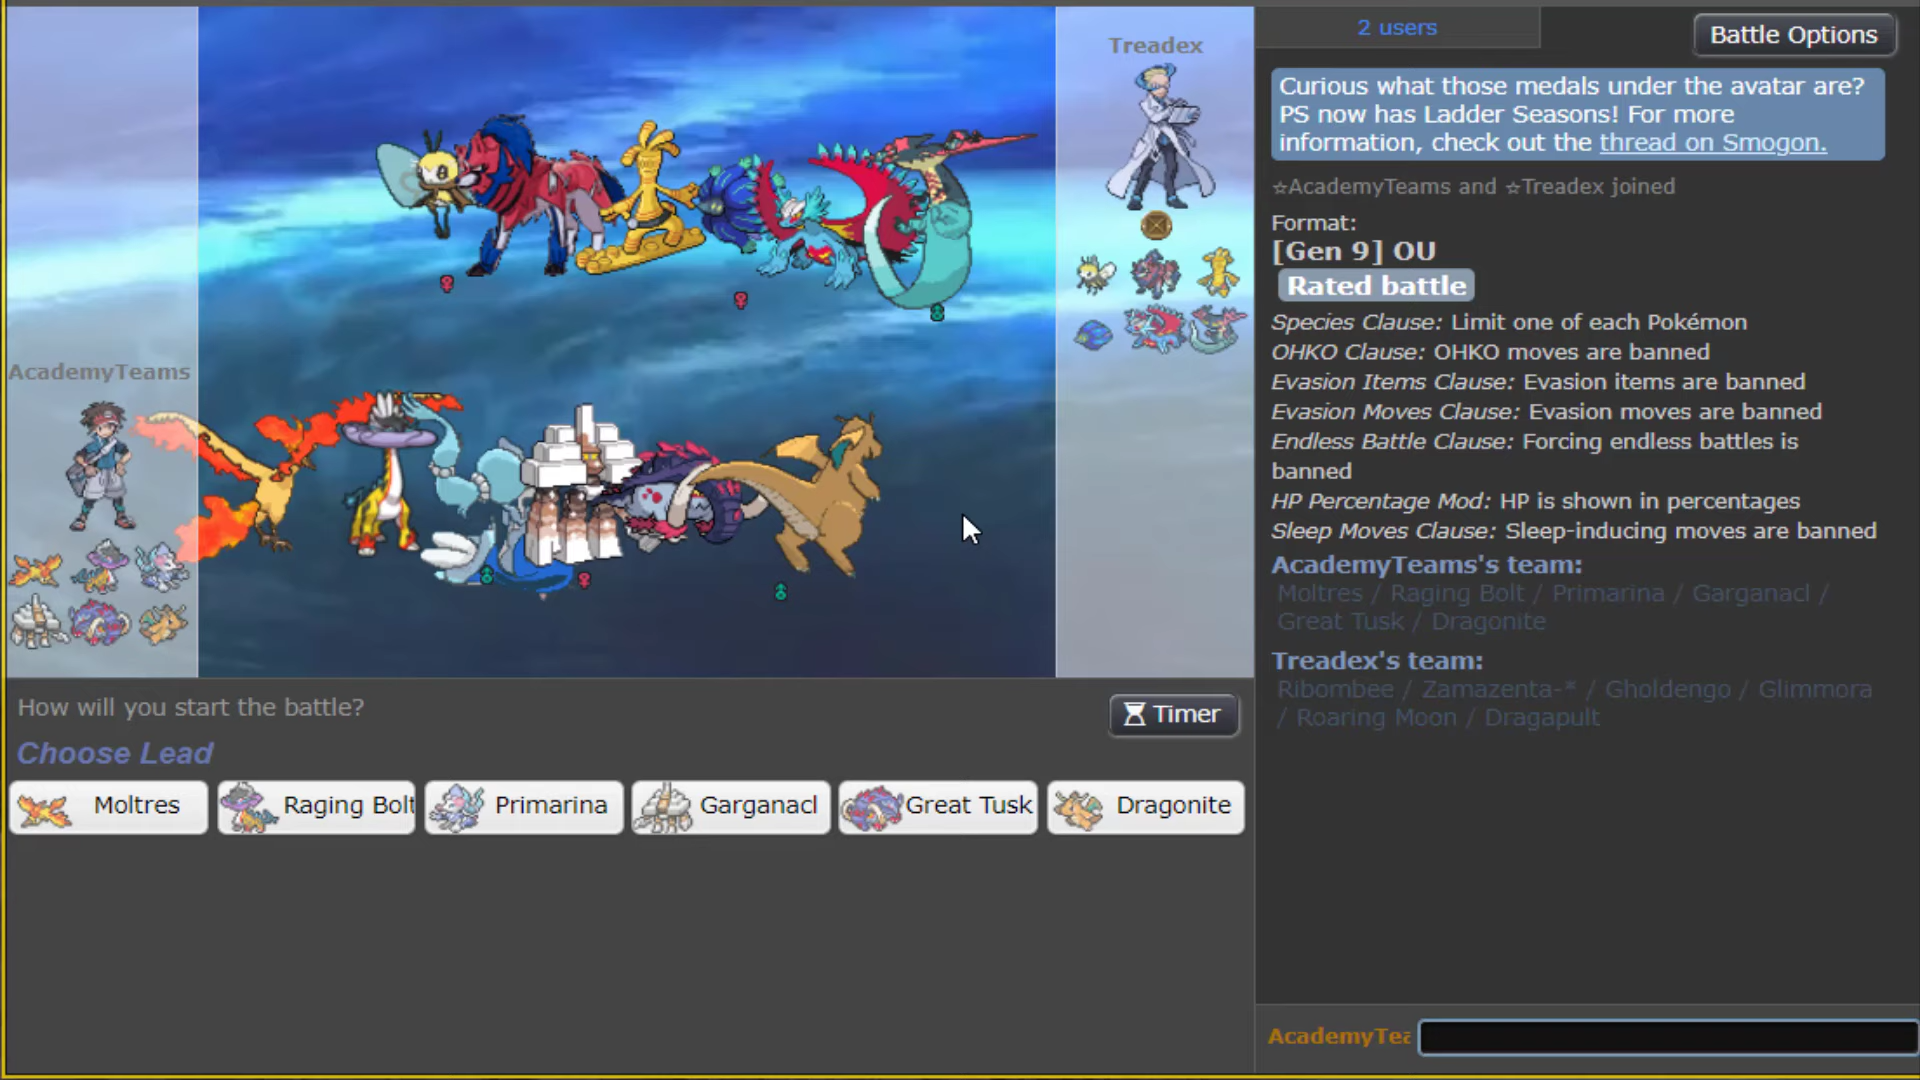 Treadex
AcademyTeams
2 users
Battle Options
Curious what those medals under the avatar are?
PS now has Ladder Seasons! For more
information, check out the thread on Smogon.
☆AcademyTeams and ☆Treadex joined
Format:
[Gen 9] OU
Rated battle
Species Clause: Limit one of each Pokémon
OHKO Clause: OHKO moves are banned
Evasion Items Clause: Evasion items are banned
Evasion Moves Clause: Evasion moves are banned
Endless Battle Clause: Forcing endless battles is
banned
HP Percentage Mod: HP is shown in percentages
Sleep Moves Clause: Sleep-inducing moves are banned
AcademyTeams's team:
Moltres / Raging Bolt / Primarina / Garganacl /
Great Tusk / Dragonite
Treadex's team:
Ribombee / Zamazenta-* / Gholdengo / Glimmora
/ Roaring Moon / Dragapult
How will you start the battle?
Timer
Choose Lead
Moltres
Raging Bolt
Primarina
Garganacl
Great Tusk
Dragonite
AcademyTea